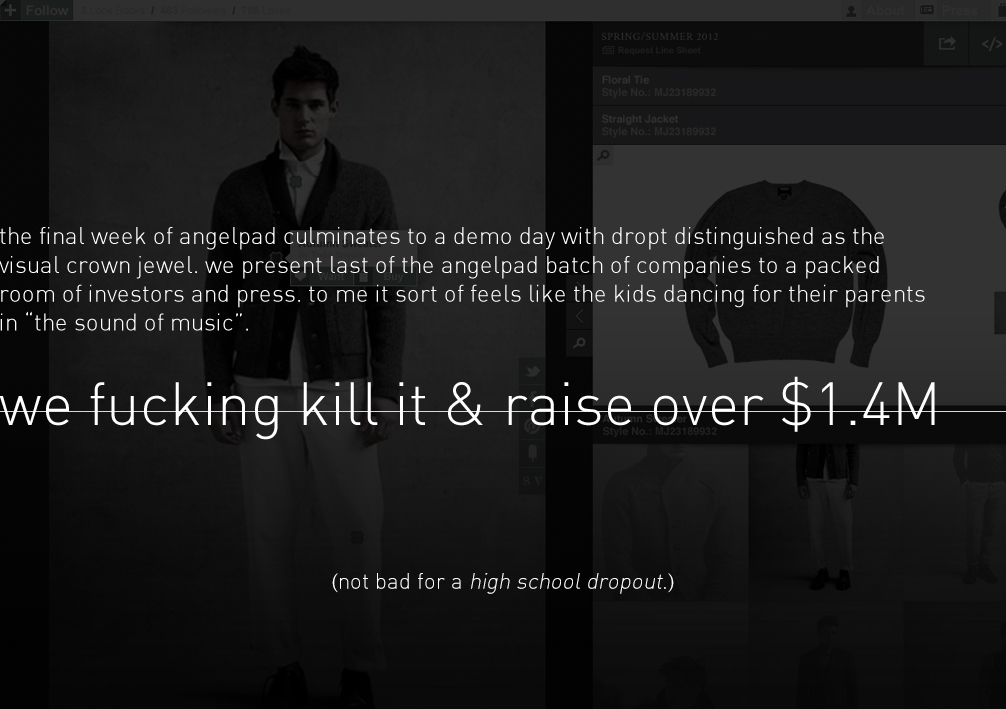 Follow
About
Press
SPRING/SUMMER 2012
Request Line Sheet
Floral Tie
Style No.: MJ23189932
Straight Jacket
Style No.: MJ23189932
the final week of angelpad culminates to a demo day with dropt distinguished as the
visual crown jewel. we present last of the angelpad batch of companies to a packed
room of investors and press. to me it sort of feels like the kids dancing for their parents
in “the sound of music”.
we fucking kill it & raise over $1.4M
Style No.: MJ23189932
(not bad for a high school dropout.)